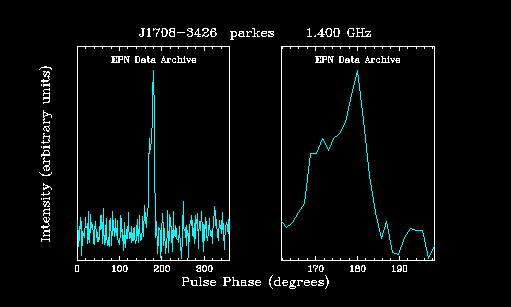 J1708-3426 parkes 1.400 GHz
EPN Data Archive EPN Data Archive
Intensity (arbitrary units)
0 100 200 300 170 180 190
Pulse Phase (degrees)